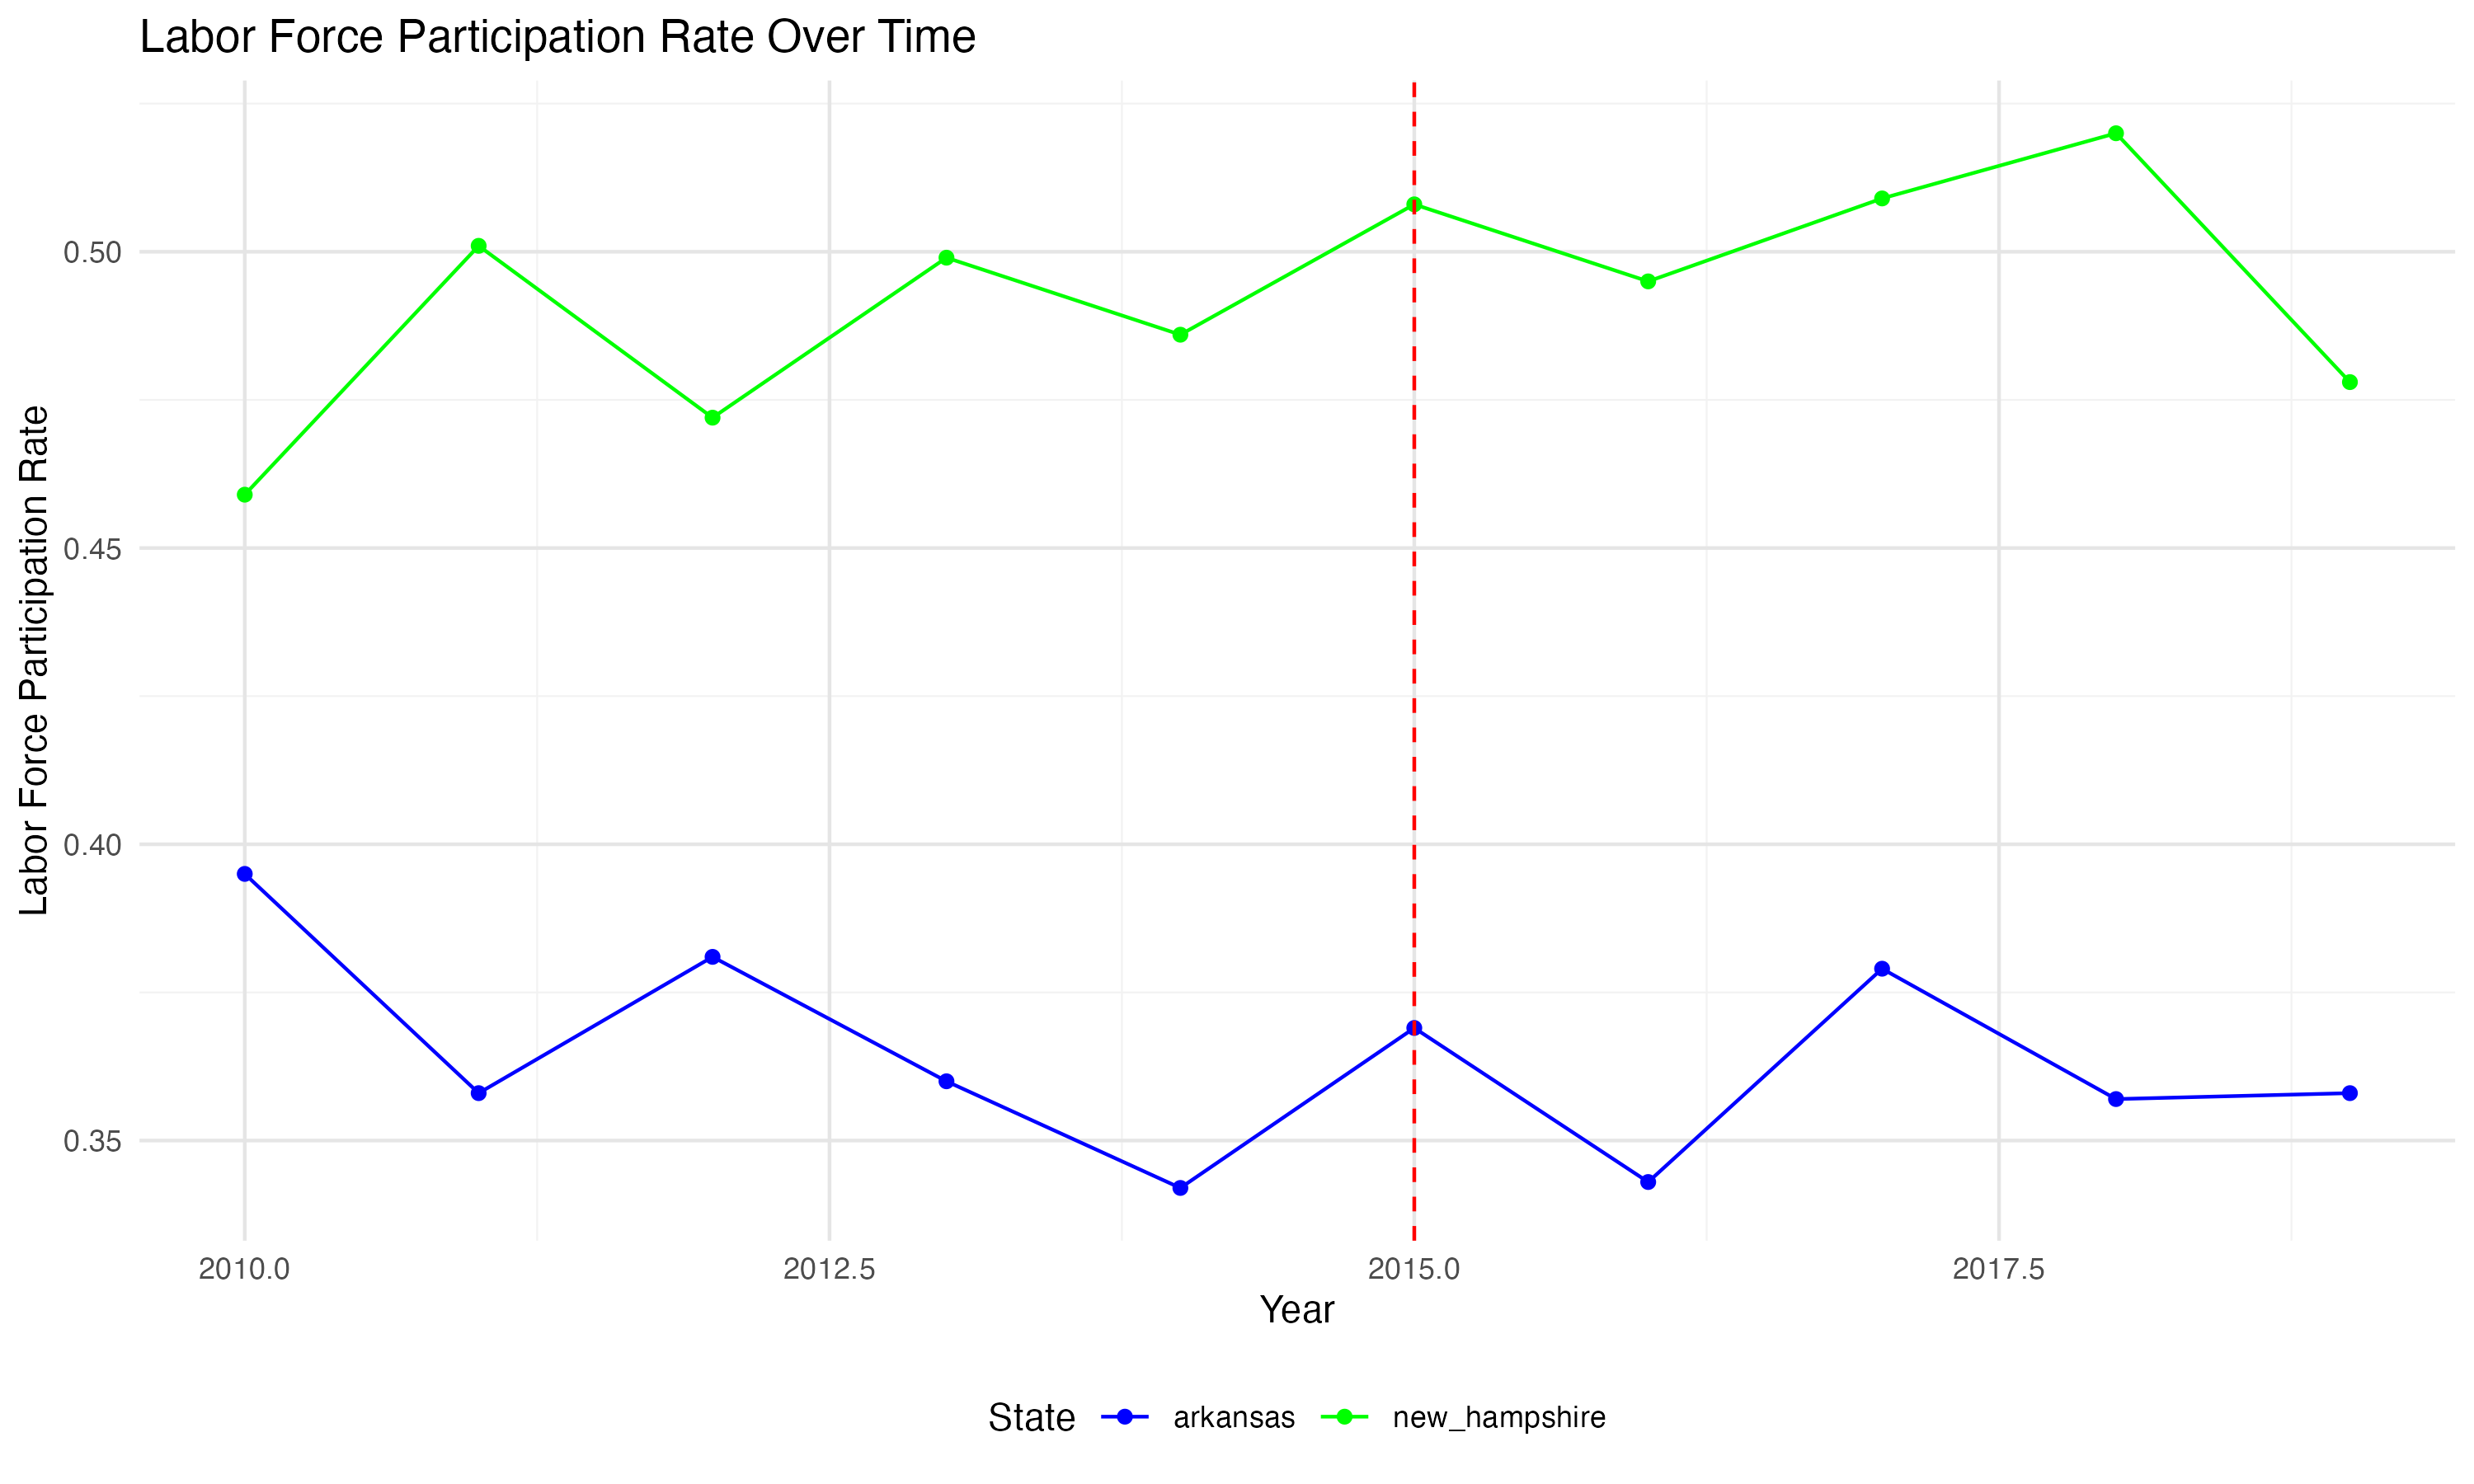 Labor Force Participation Rate Over Time
Labor Force Participation Rate
0.50
0.45
0.40
0.35
2010.0 2012.5 2015.0 2017.5
Year
State arkansas new_hampshire